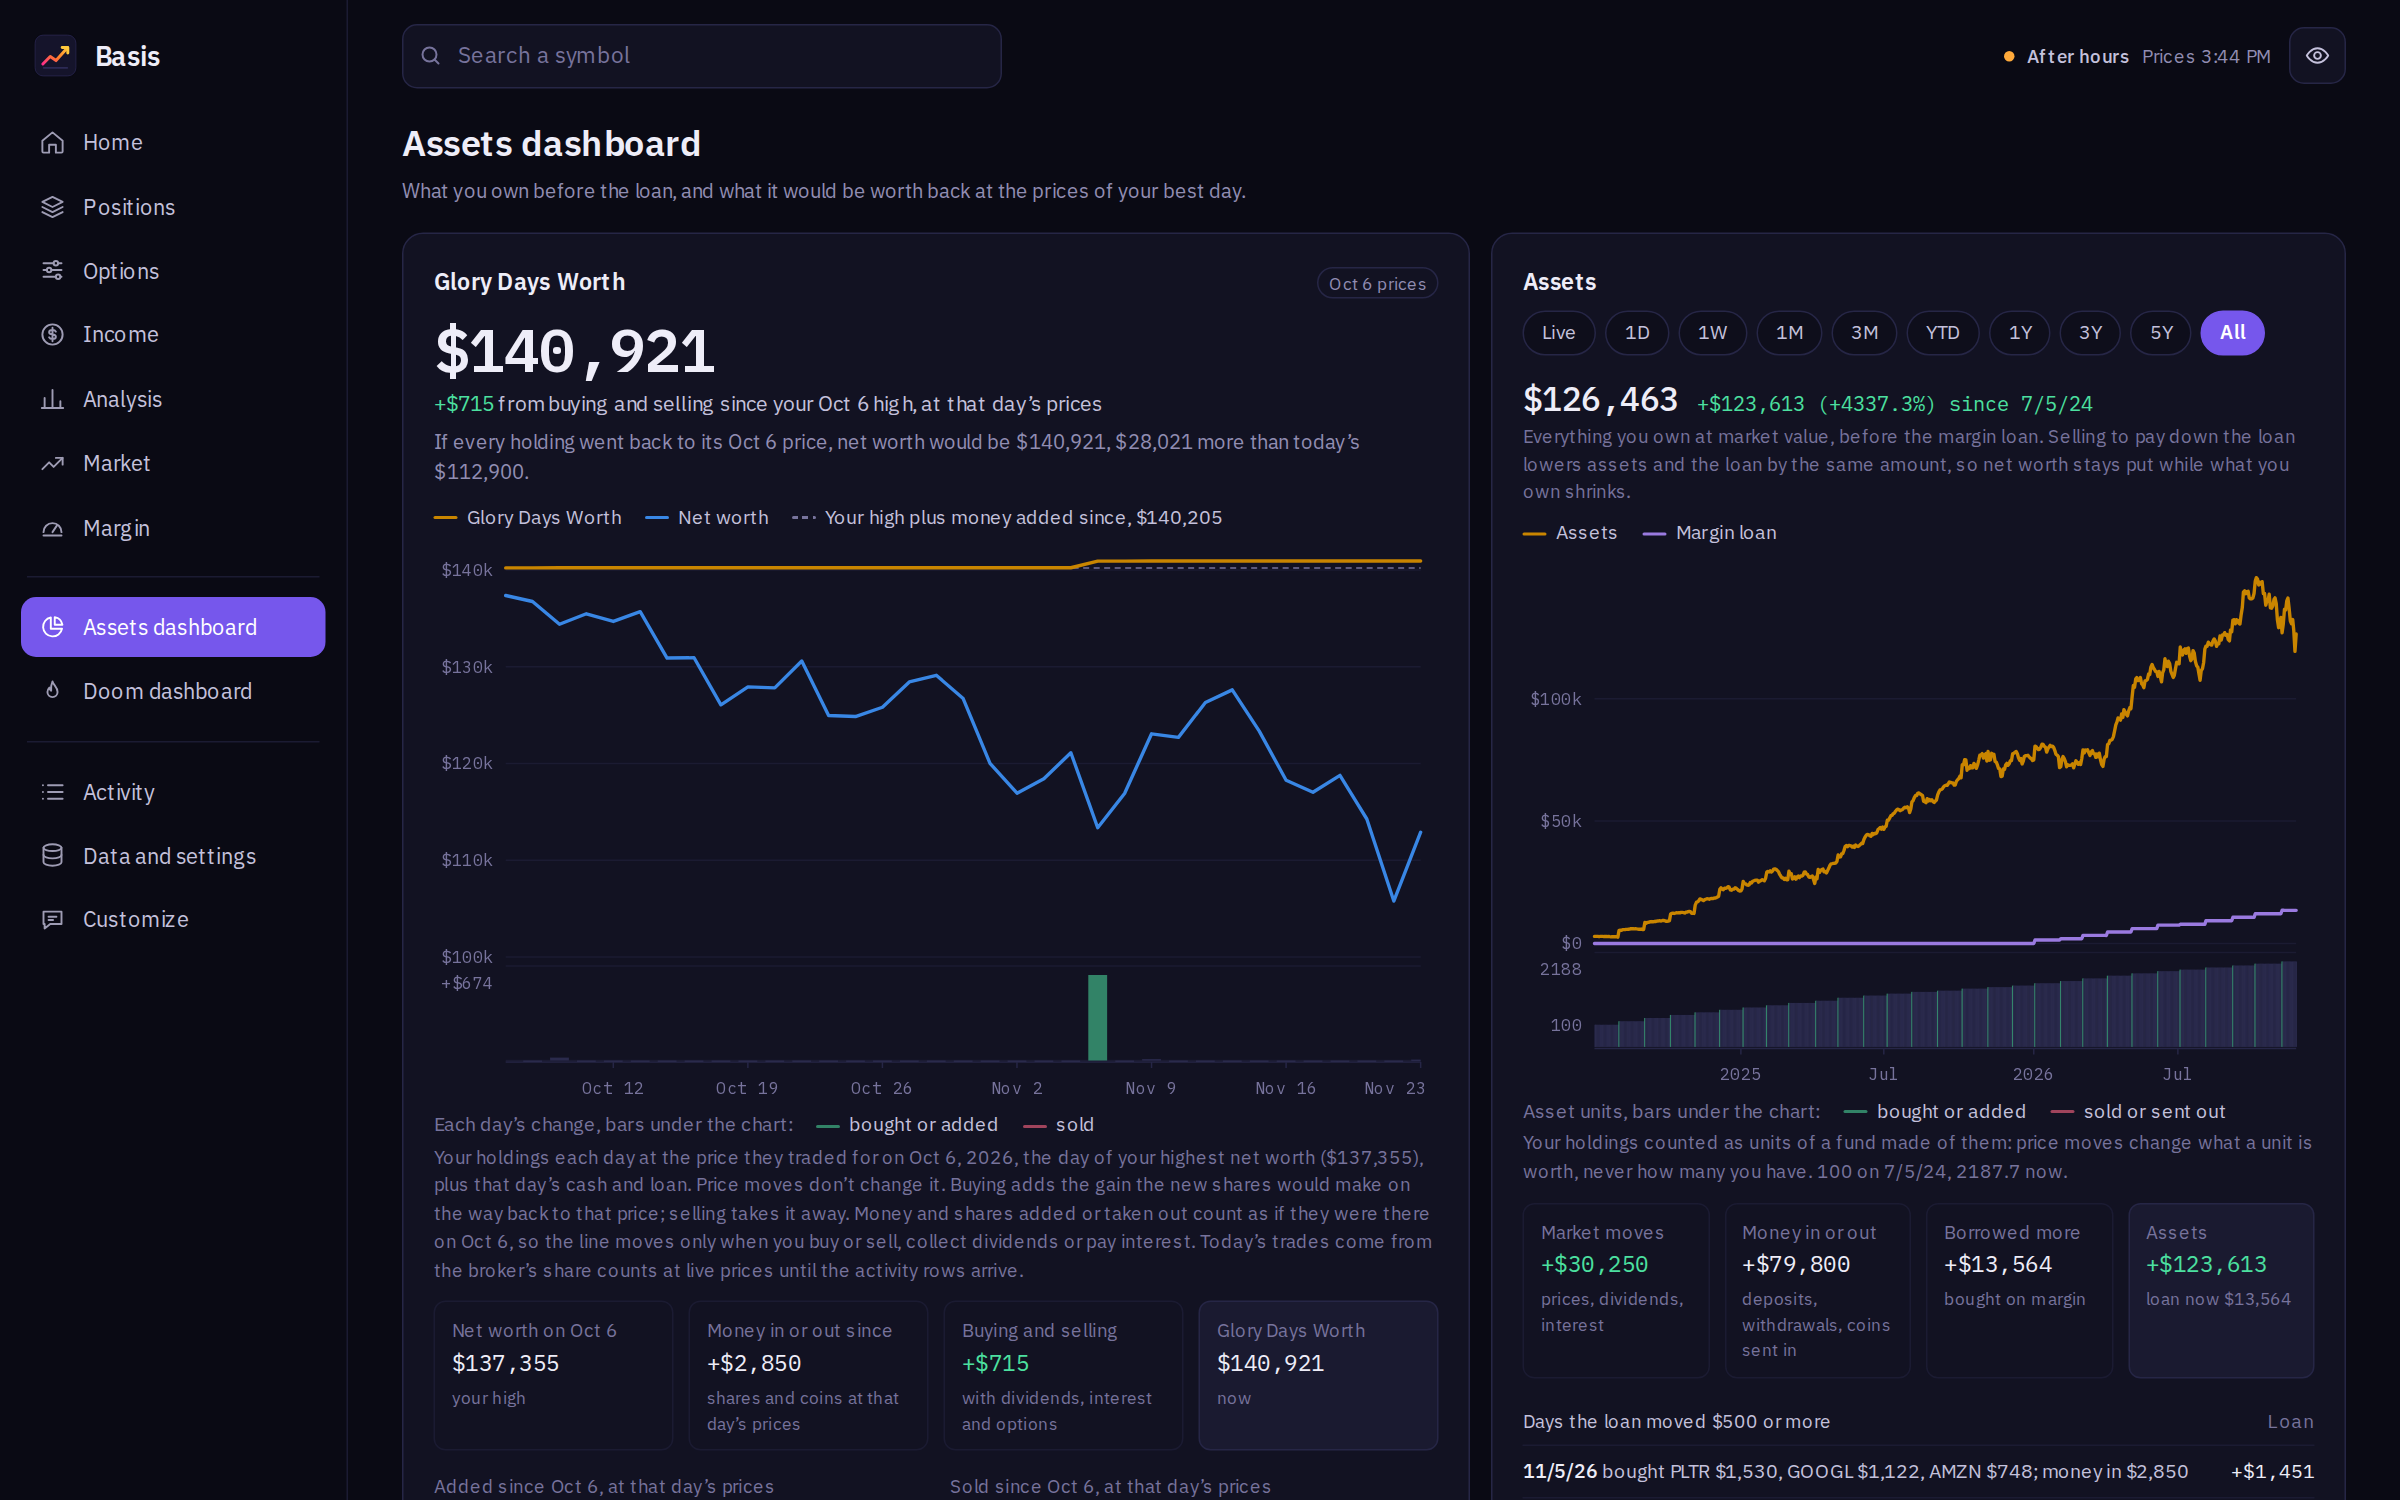 Basis
Search a symbol
After hours Prices 3:44 PM
Home
Positions
Options
Income
Analysis
Market
Margin
Assets dashboard
Doom dashboard
Activity
Data and settings
Customize
Assets dashboard
What you own before the loan, and what it would be worth back at the prices of your best day.
Glory Days Worth
Oct 6 prices
$140,921
+$715 from buying and selling since your Oct 6 high, at that day’s prices
If every holding went back to its Oct 6 price, net worth would be $140,921, $28,021 more than today’s
$112,900.
Glory Days Worth Net worth Your high plus money added since, $140,205
$140k
$130k
$120k
$110k
$100k
+$674
Oct 12 Oct 19 Oct 26 Nov 2 Nov 9 Nov 16 Nov 23
Each day’s change, bars under the chart: bought or added sold
Your holdings each day at the price they traded for on Oct 6, 2026, the day of your highest net worth ($137,355),
plus that day’s cash and loan. Price moves don’t change it. Buying adds the gain the new shares would make on
the way back to that price; selling takes it away. Money and shares added or taken out count as if they were there
on Oct 6, so the line moves only when you buy or sell, collect dividends or pay interest. Today’s trades come from
the broker’s share counts at live prices until the activity rows arrive.
Net worth on Oct 6
$137,355
your high
Money in or out since
+$2,850
shares and coins at that
day’s prices
Buying and selling
+$715
with dividends, interest
and options
Glory Days Worth
$140,921
now
Added since Oct 6, at that day’s prices
Sold since Oct 6, at that day’s prices
Assets
Live 1D 1W 1M 3M YTD 1Y 3Y 5Y All
$126,463 +$123,613 (+4337.3%) since 7/5/24
Everything you own at market value, before the margin loan. Selling to pay down the loan
lowers assets and the loan by the same amount, so net worth stays put while what you
own shrinks.
Assets Margin loan
$100k
$50k
$0
2188
100
2025 Jul 2026 Jul
Asset units, bars under the chart: bought or added sold or sent out
Your holdings counted as units of a fund made of them: price moves change what a unit is
worth, never how many you have. 100 on 7/5/24, 2187.7 now.
Market moves
+$30,250
prices, dividends,
interest
Money in or out
+$79,800
deposits,
withdrawals, coins
sent in
Borrowed more
+$13,564
bought on margin
Assets
+$123,613
loan now $13,564
Days the loan moved $500 or more Loan
11/5/26 bought PLTR $1,530, GOOGL $1,122, AMZN $748; money in $2,850 +$1,451